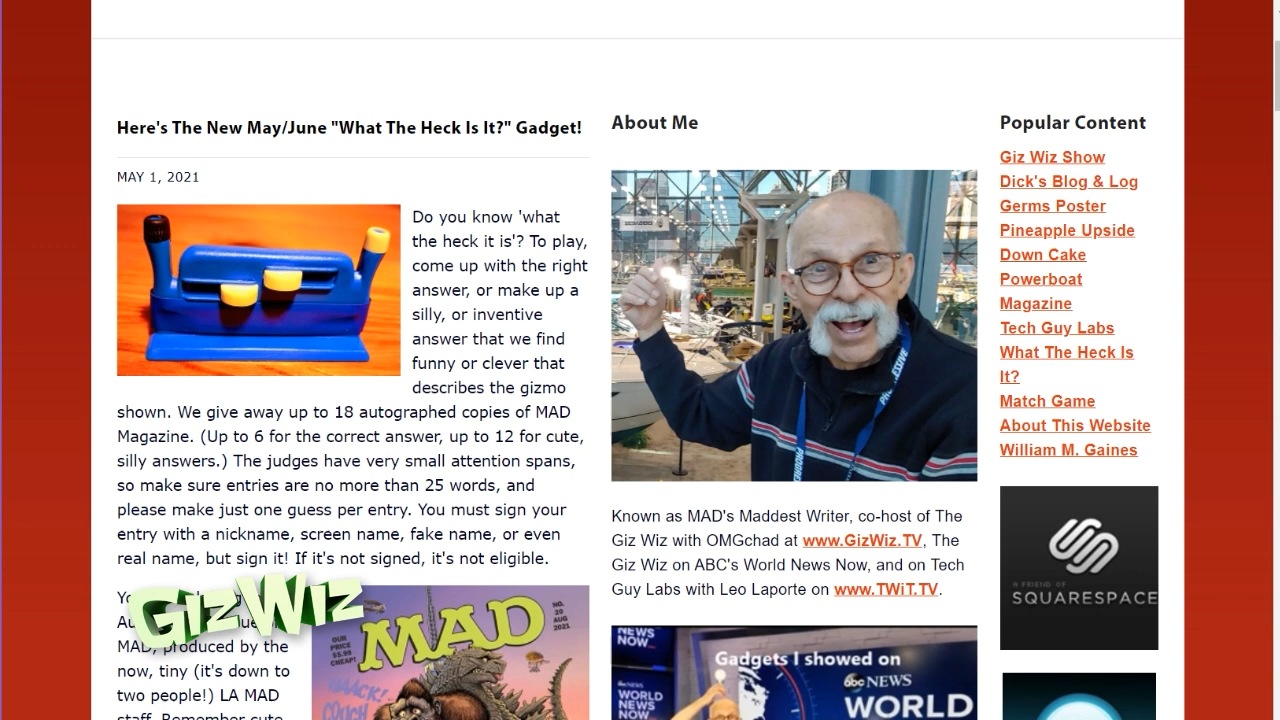 Here's The New May/June "What The Heck Is It?" Gadget!
MAY 1, 2021
Do you know 'what
the heck it is'? To play,
come up with the right
answer, or make up a
silly, or inventive
answer that we find
funny or clever that
describes the gizmo
shown. We give away up to 18 autographed copies of MAD
Magazine. (Up to 6 for the correct answer, up to 12 for cute,
silly answers.) The judges have very small attention spans,
so make sure entries are no more than 25 words, and
please make just one guess per entry. You must sign your
entry with a nickname, screen name, fake name, or even
real name, but sign it! If it's not signed, it's not eligible.
GizWiz
MAD, produced by the
now, tiny (it's down to
two people!) LA MAD
staff. Remember cute
OUR
PRICE
$5.99
CHEAP!
MAD
NO.
20
AUG
2021
COUGH
About Me
PROGRESSIVE
Known as MAD's Maddest Writer, co-host of The
Giz Wiz with OMGchad at www.GizWiz.TV, The
Giz Wiz on ABC's World News Now, and on Tech
Guy Labs with Leo Laporte on www.TWiT.TV.
NEWS
NOW
WORLD
NEWS
NOW
Gadgets I showed on
abc NEWS
WORLD
Popular Content
Giz Wiz Show
Dick's Blog & Log
Germs Poster
Pineapple Upside
Down Cake
Powerboat
Magazine
Tech Guy Labs
What The Heck Is
It?
Match Game
About This Website
William M. Gaines
A FRIEND OF
SQUARESPACE